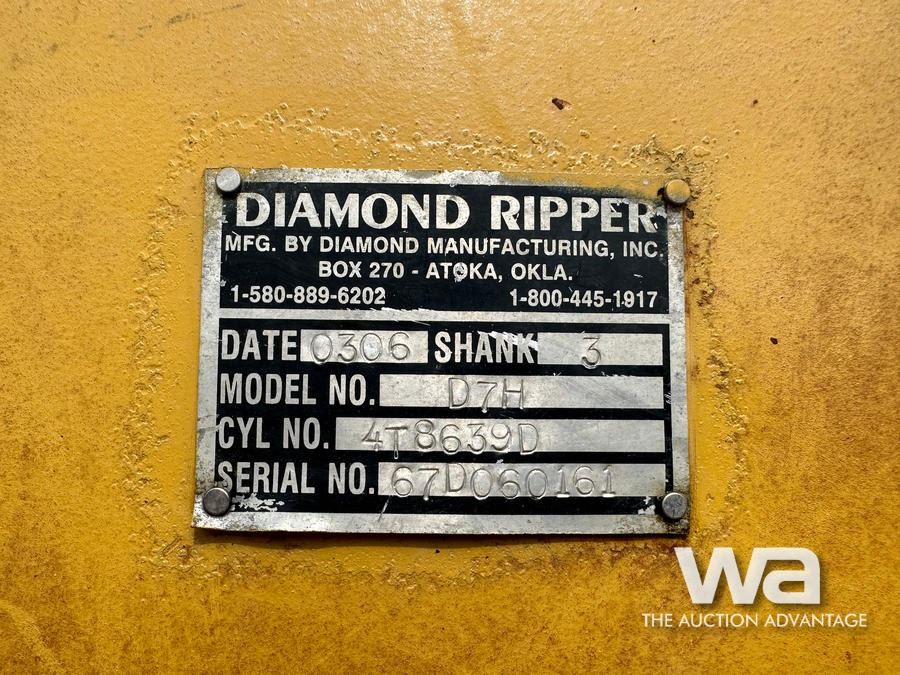 DIAMOND RIPPER
MFG. BY DIAMOND MANUFACTURING, INC.
BOX 270 - ATOKA, OKLA.
1-580-889-6202 1-800-445-1917
DATE 0306 SHANK 3
MODEL NO. D7H
CYL NO. 4T8639D
SERIAL NO. 67D060161
wa
THE AUCTION ADVANTAGE